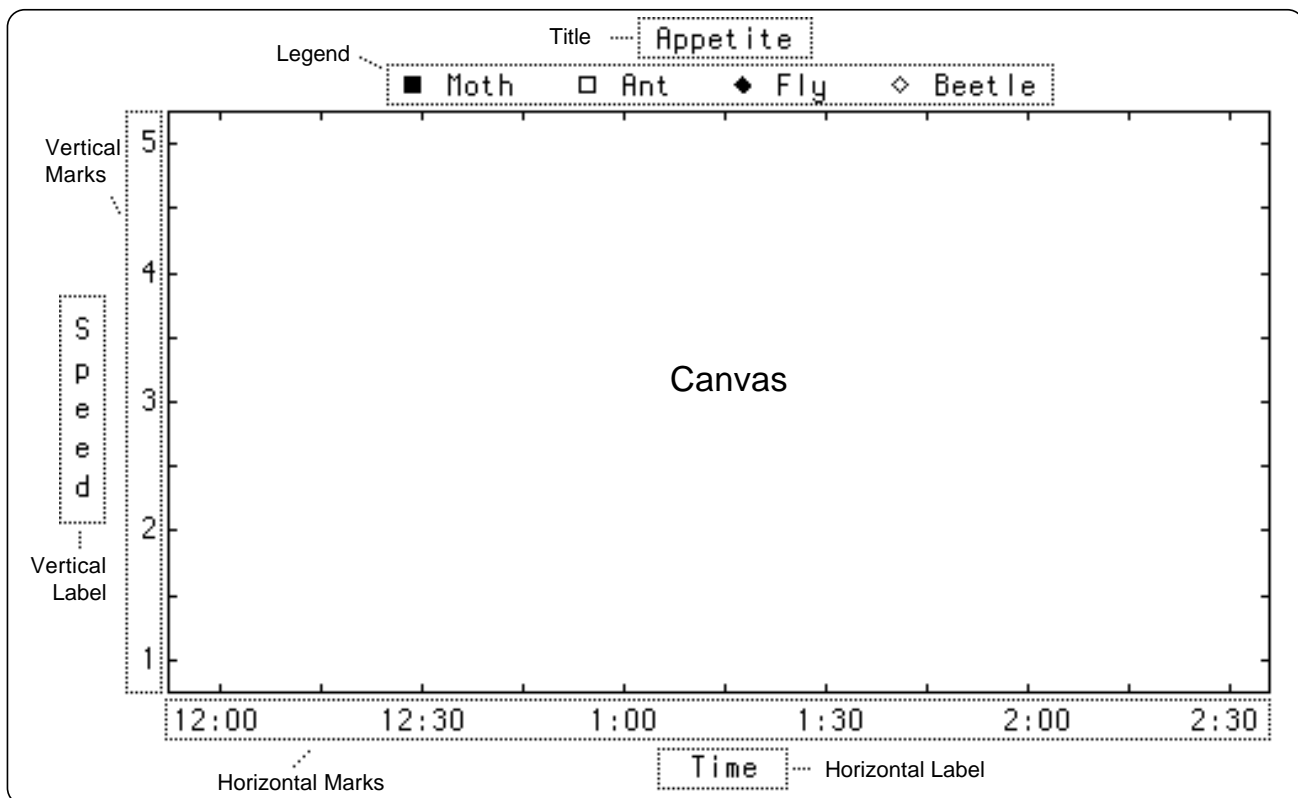 Title Appetite
Legend
Moth Ant Fly Beetle
Vertical
Marks
5
4
3
2
1
S
p
e
e
d
Vertical
Label
Canvas
12:00 12:30 1:00 1:30 2:00 2:30
Horizontal Marks
Time Horizontal Label